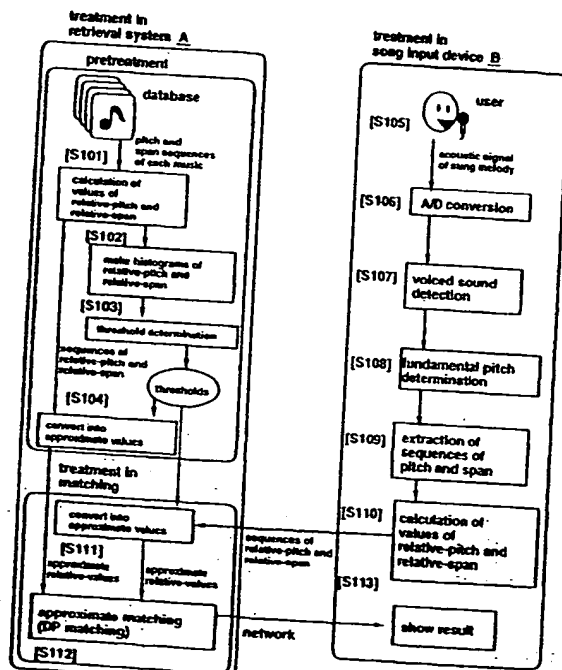 treatment in
retrieval system A
pretreatment
database
pitch and
span sequences
of each music
[S101]
calculation of
values of
relative-pitch and
relative-span
[S102]
make histograms of
relative-pitch and
relative-span
[S103]
threshold determination
sequences of
relative-pitch and
relative-span
thresholds
[S104]
convert into
approximate values
treatment in
matching
convert into
approximate values
[S111]
approximate
relative-values
approximate
relative-values
approximate matching
(DP matching)
[S112]
sequences of
relative-pitch and
relative-span
network
treatment in
song input device B
[S105]
user
acoustic signal
of sung melody
[S106]
A/D conversion
[S107]
voiced sound
detection
[S108]
fundamental pitch
determination
[S109]
extraction of
sequences of
pitch and span
[S110]
calculation of
values of
relative-pitch and
relative-span
[S113]
show result